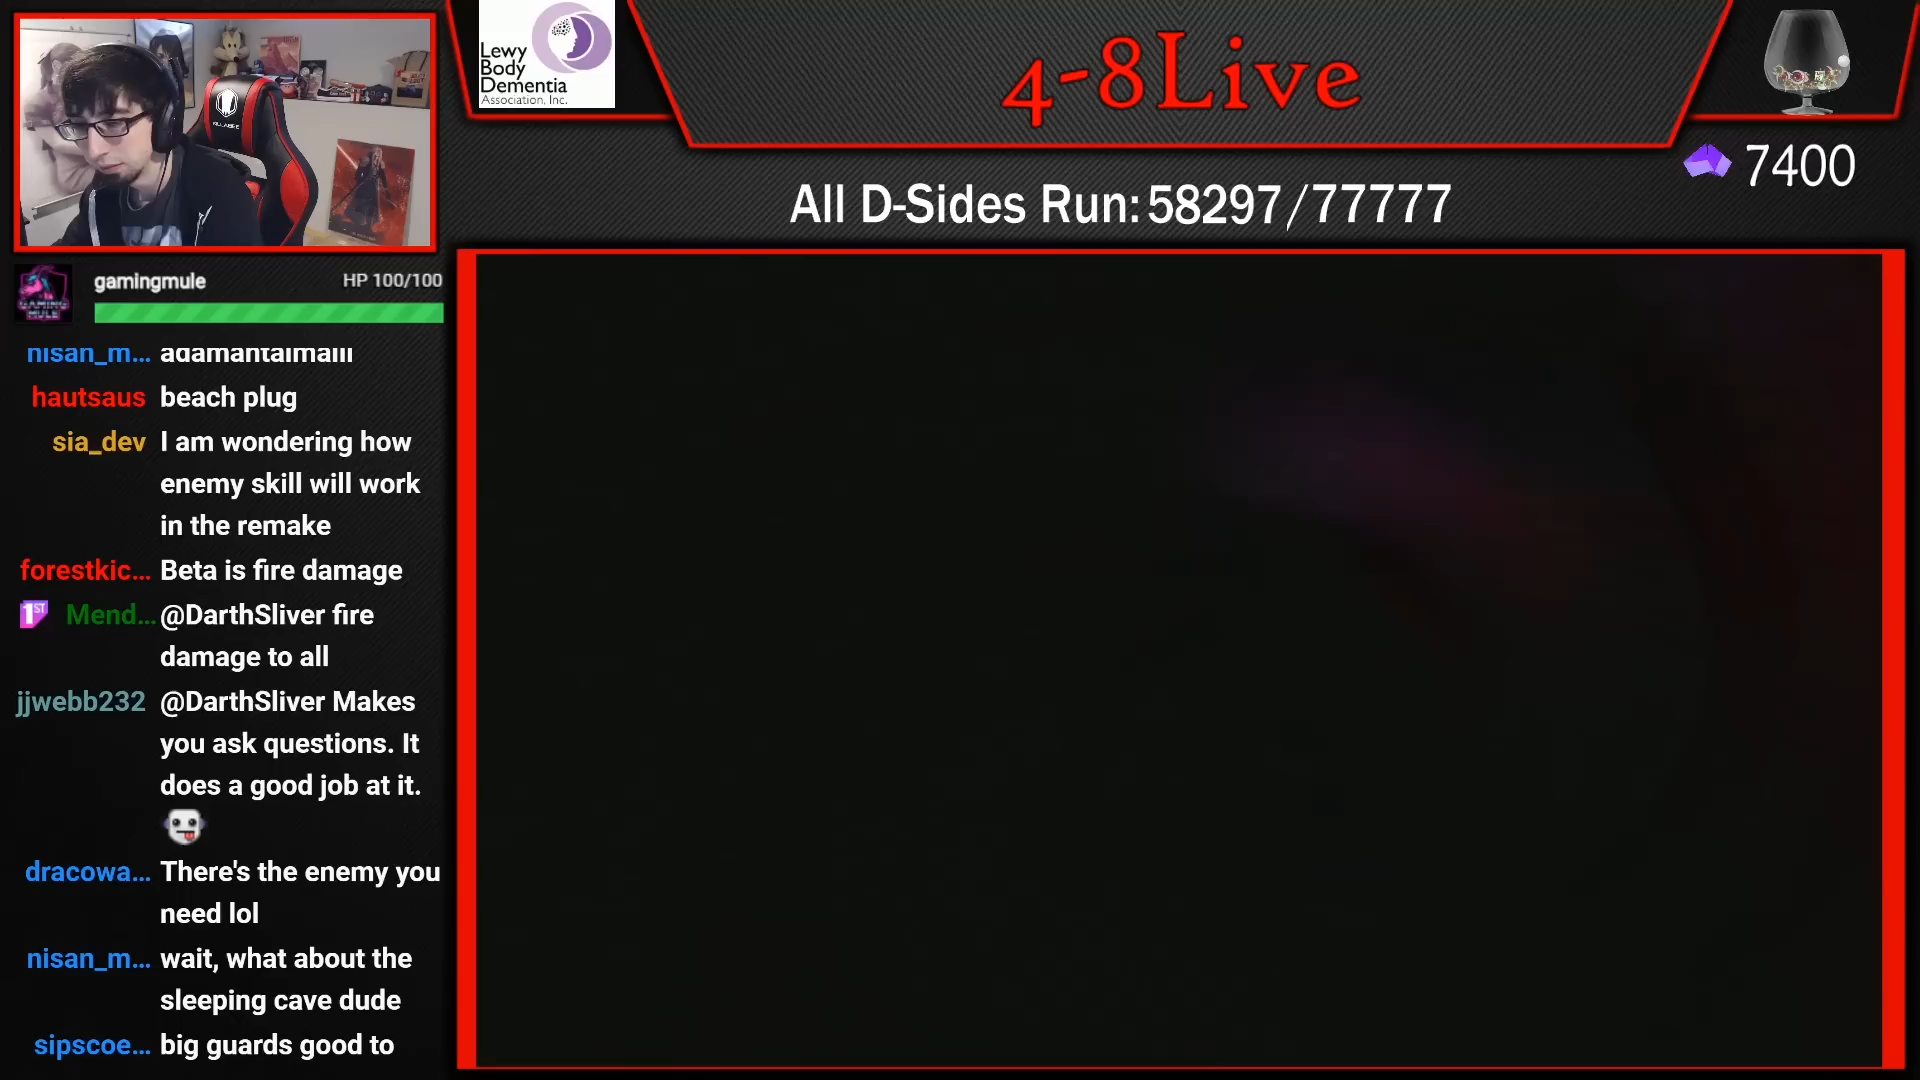 Lewy
Body
Dementia
Association, Inc.
4-8Live
7400
All D-Sides Run: 58297/77777
KILLABEE
gamingmule HP 100/100
GAMING
MULE
nisan_m... adamantaimaiii
hautsaus beach plug
sia_dev I am wondering how
enemy skill will work
in the remake
forestkic... Beta is fire damage
1ST Mend... @DarthSliver fire
damage to all
jjwebb232 @DarthSliver Makes
you ask questions. It
does a good job at it.
dracowa... There's the enemy you
need lol
nisan_m... wait, what about the
sleeping cave dude
sipscoe... big guards good to